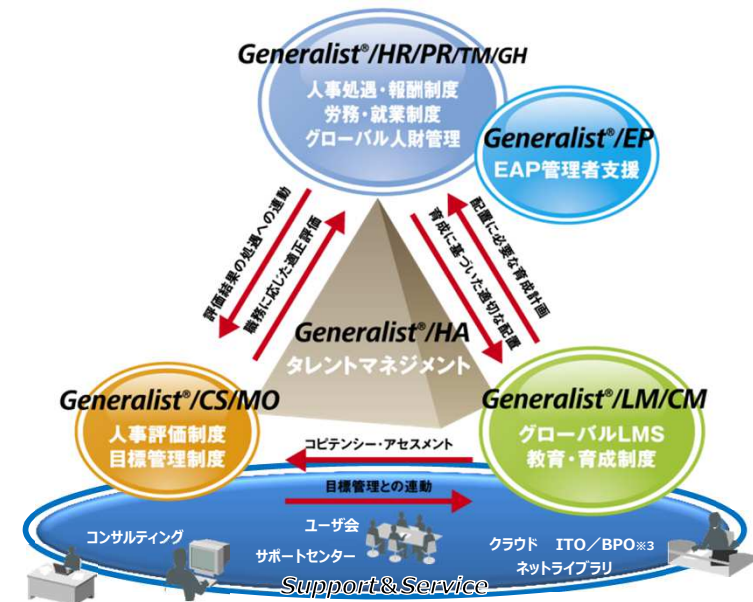 Generalist®/HR/PR/TM/GH
人事処遇・報酬制度
労務・就業制度
グローバル人財管理
Generalist®/EP
EAP管理者支援
評価結果の処遇への連動
職務に応じた適正評価
配置に必要な育成計画
育成に基づいた適切な配置
Generalist®/HA
タレントマネジメント
Generalist®/CS/MO
人事評価制度
目標管理制度
Generalist®/LM/CM
グローバルLMS
教育・育成制度
コピテンシー・アセスメント
目標管理との連動
コンサルティング
ユーザ会
サポートセンター
クラウド ITO／BPO※3
ネットライブラリ
Support&Service